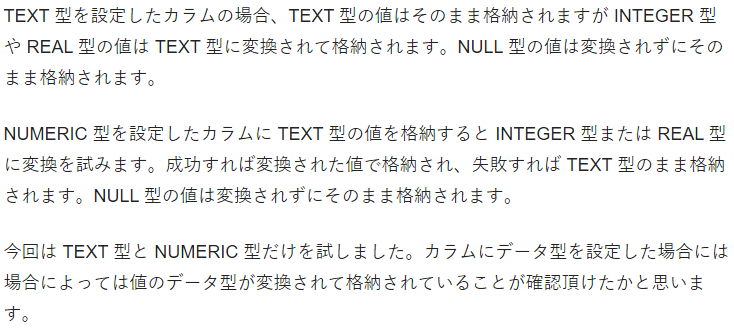 TEXT 型を設定したカラムの場合、TEXT 型の値はそのまま格納されますが INTEGER 型
や REAL 型の値は TEXT 型に変換されて格納されます。NULL 型の値は変換されずにその
まま格納されます。
NUMERIC 型を設定したカラムに TEXT 型の値を格納すると INTEGER 型または REAL 型
に変換を試みます。成功すれば変換された値で格納され、失敗すれば TEXT 型のまま格納
されます。NULL 型の値は変換されずにそのまま格納されます。
今回は TEXT 型と NUMERIC 型だけを試しました。カラムにデータ型を設定した場合には
場合によっては値のデータ型が変換されて格納されていることが確認頂けたかと思いま
す。